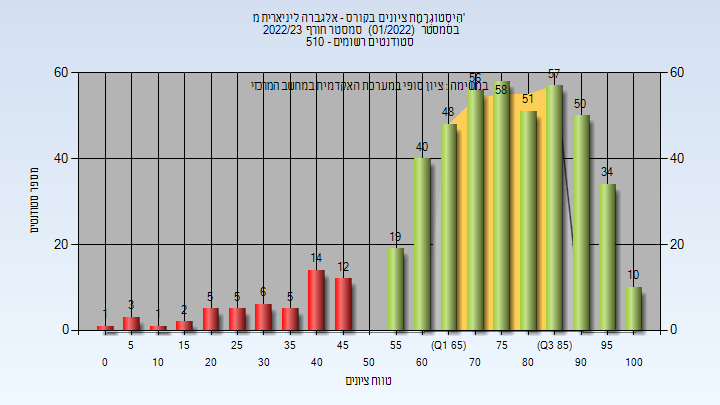 היסטוגרמת ציונים בקורס - אלגברה ליניארית מ'
בסמסטר (01/2022) סמסטר חורף 2022/23
סטודנטים רשומים - 510
במתימה: ציון סופי במערכת האקדמית במחשב המרכזי
60 60
40 40
20 20
0 0
1 3 1 2 5 5 6 5 14 12 19 40 48 56 58 51 57 50 34 10
מספר סטודנטים
5 15 25 35 45 55 (Q1 65) 75 (Q3 85) 95
0 10 20 30 40 50 60 70 80 90 100
טווח ציונים